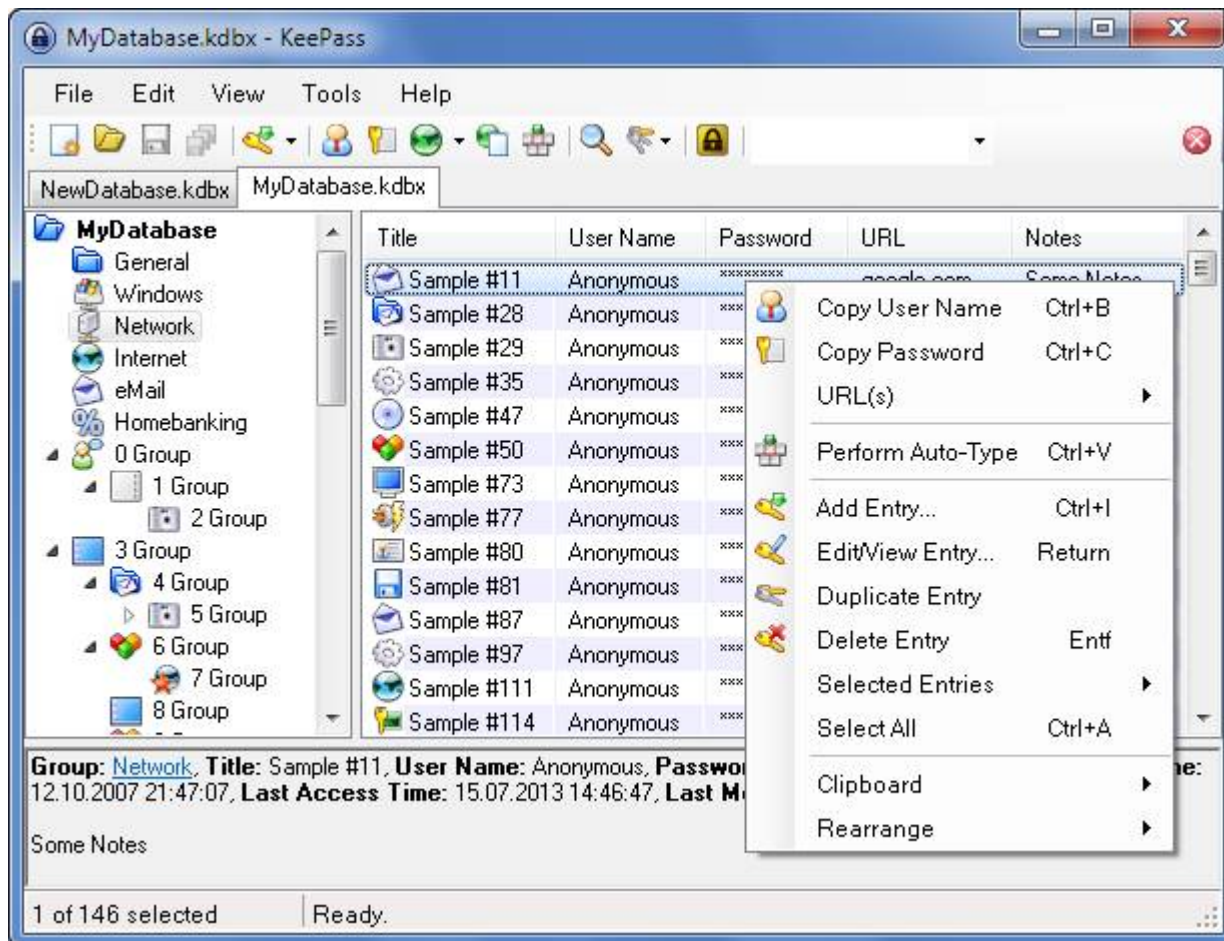 MyDatabase.kdbx - KeePass
File Edit View Tools Help
NewDatabase.kdbx MyDatabase.kdbx
MyDatabase
General
Windows
Network
Internet
eMail
Homebanking
0 Group
1 Group
2 Group
3 Group
4 Group
5 Group
6 Group
7 Group
8 Group
Title User Name Password URL Notes
Sample #11 Anonymous ******** google.com Some Notes
Sample #28 Anonymous ***
Sample #29 Anonymous ***
Sample #35 Anonymous ***
Sample #47 Anonymous ***
Sample #50 Anonymous ***
Sample #73 Anonymous ***
Sample #77 Anonymous ***
Sample #80 Anonymous ***
Sample #81 Anonymous ***
Sample #87 Anonymous ***
Sample #97 Anonymous ***
Sample #111 Anonymous ***
Sample #114 Anonymous ***
Copy User Name Ctrl+B
Copy Password Ctrl+C
URL(s)
Perform Auto-Type Ctrl+V
Add Entry... Ctrl+I
Edit/View Entry... Return
Duplicate Entry
Delete Entry Entf
Selected Entries
Select All Ctrl+A
Clipboard
Rearrange
Group: Network, Title: Sample #11, User Name: Anonymous,
12.10.2007 21:47:07, Last Access Time: 15.07.2013 14:46:47, Last
Some Notes
1 of 146 selected Ready.